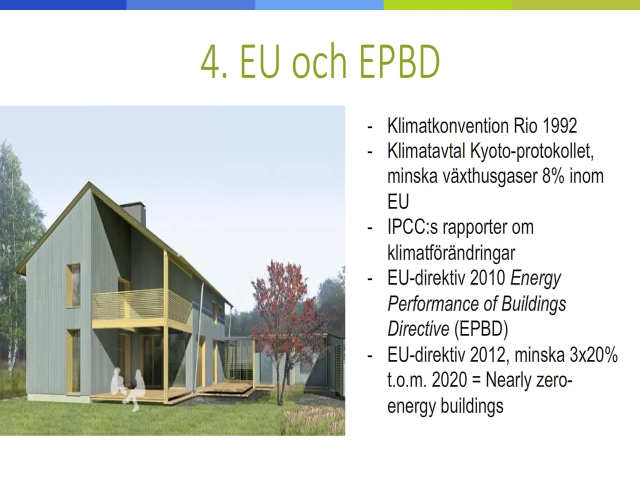 4. EU och EPBD
- Klimatkonvention Rio 1992
- Klimatavtal Kyoto-protokollet,
minska växthusgaser 8% inom
EU
- IPCC:s rapporter om
klimatförändringar
- EU-direktiv 2010 Energy
Performance of Buildings
Directive (EPBD)
- EU-direktiv 2012, minska 3x20%
t.o.m. 2020 = Nearly zero-
energy buildings